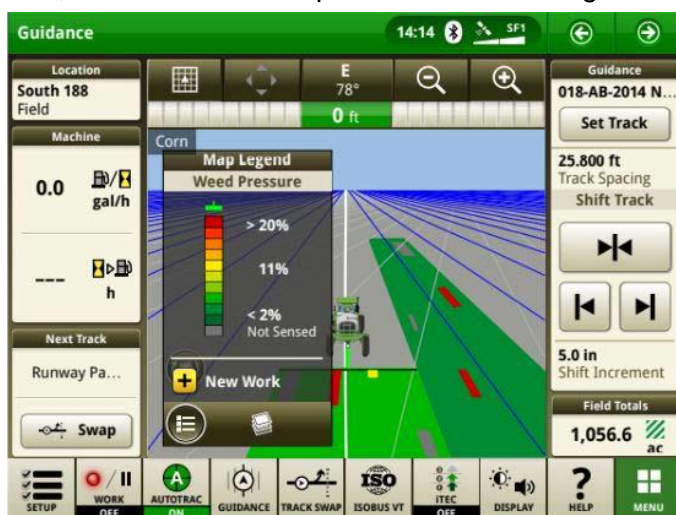 Guidance
14:14
SF1
Location
South 188
Field
Machine
0.0
gal/h
---
h
Next Track
Runway Pa...
Swap
E
78°
0 ft
Corn
Map Legend
Weed Pressure
> 20%
11%
< 2%
Not Sensed
New Work
Guidance
018-AB-2014 N...
Set Track
25.800 ft
Track Spacing
Shift Track
5.0 in
Shift Increment
Field Totals
1,056.6
ac
SETUP
WORK
OFF
A
AUTOTRAC
ON
GUIDANCE
TRACK SWAP
ISO
ISOBUS VT
iTEC
OFF
DISPLAY
?
HELP
MENU